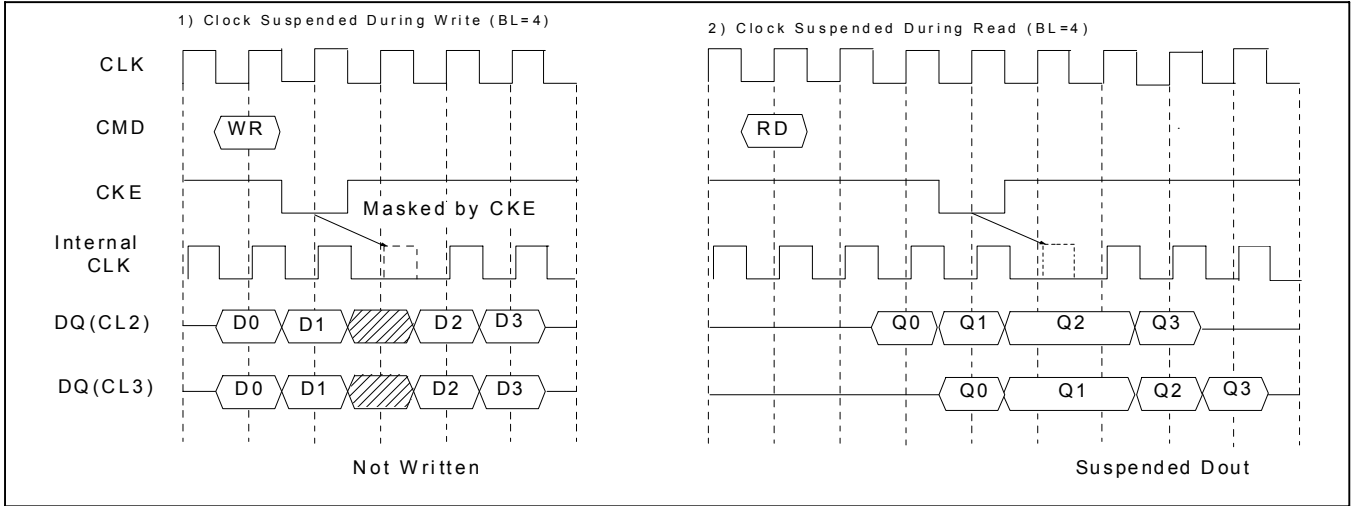 1) Clock Suspended During Write (BL=4)
2) Clock Suspended During Read (BL=4)
CLK
CMD
WR
RD
CKE
Masked by CKE
Internal
CLK
DQ(CL2)
D0 D1 D2 D3
Q0 Q1 Q2 Q3
DQ(CL3)
D0 D1 D2 D3
Q0 Q1 Q2 Q3
Not Written
Suspended Dout